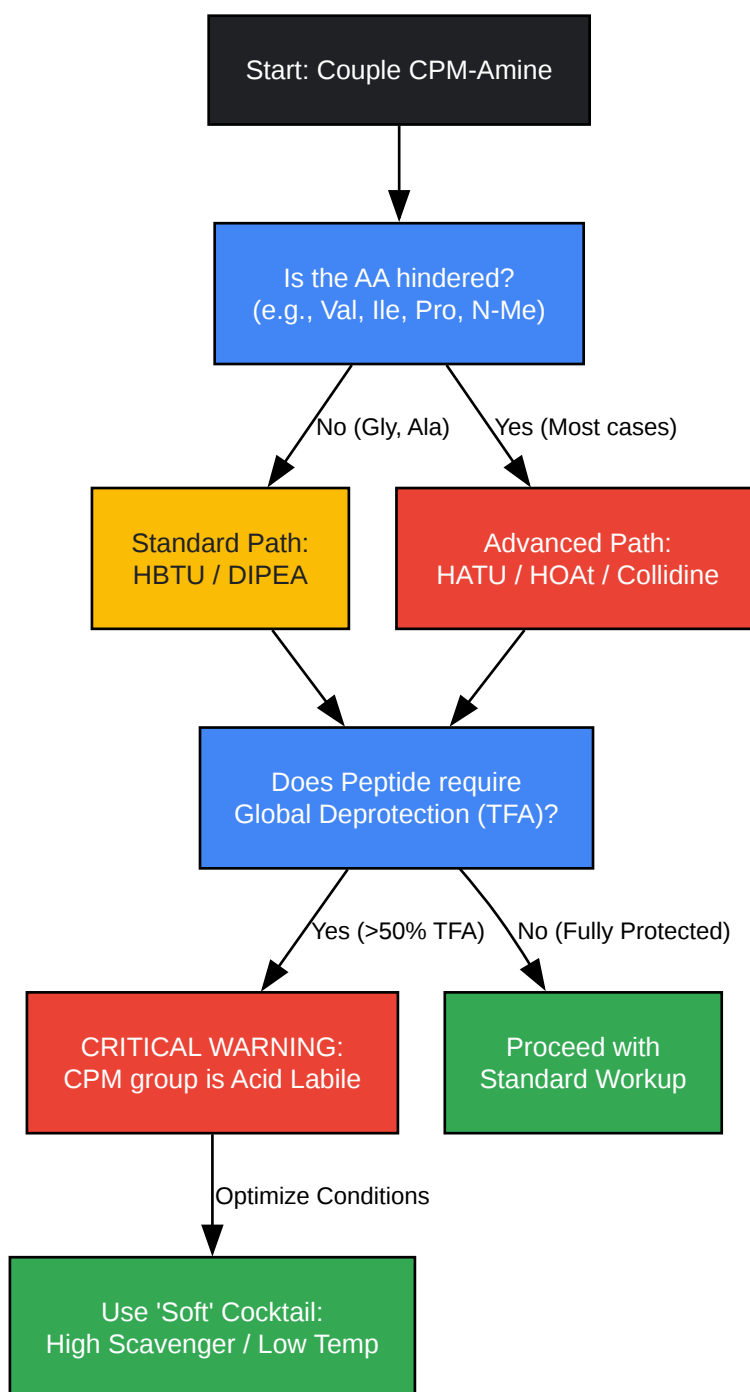 Start: Couple CPM-Amine
Is the AA hindered?
(e.g., Val, Ile, Pro, N-Me)
No (Gly, Ala)
Yes (Most cases)
Standard Path:
HBTU / DIPEA
Advanced Path:
HATU / HOAt / Collidine
Does Peptide require
Global Deprotection (TFA)?
Yes (>50% TFA)
No (Fully Protected)
CRITICAL WARNING:
CPM group is Acid Labile
Proceed with
Standard Workup
Optimize Conditions
Use 'Soft' Cocktail:
High Scavenger / Low Temp